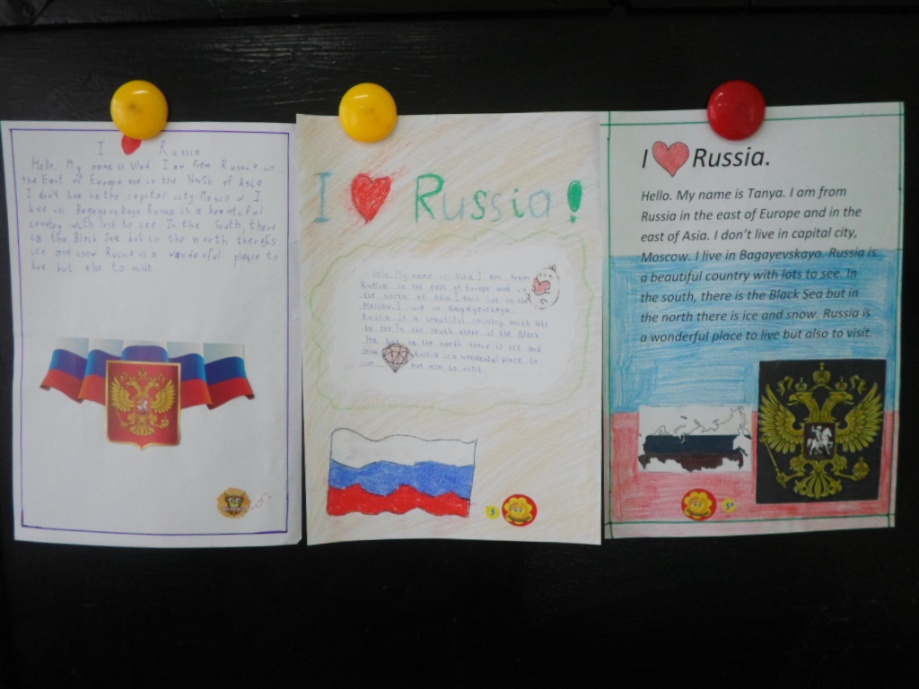 I Russia
Hello. My name is Vlad. I am from Russia in
the East of Europe and in the North of Asia
I don't live in the capital city Moscow. I
live in Bagayevskaya Russia is a beautiful
country with lost to see In the South there
is the Black Sea but in the north
ice and snow Russia is a wonderful place to
live but also to visit
I Russia!
Hello. My name is I am from
Russia in the east of Europe and in
the north of Asia. I don't live in
Moscow. I live in Bagayevskaya.
Russia is a beautiful country with lots
to see. In the south there is the Black
Sea but in the north there is ice and
snow Russia is a wonderful place to
live but also to visit.
I Russia.
Hello. My name is Tanya. I am from
Russia in the east of Europe and in the
east of Asia. I don't live in capital city,
Moscow. I live in Bagayevskaya. Russia is
a beautiful country with lots to see. In
the south, there is the Black Sea but in
the north there is ice and snow. Russia is
a wonderful place to live but also to visit.